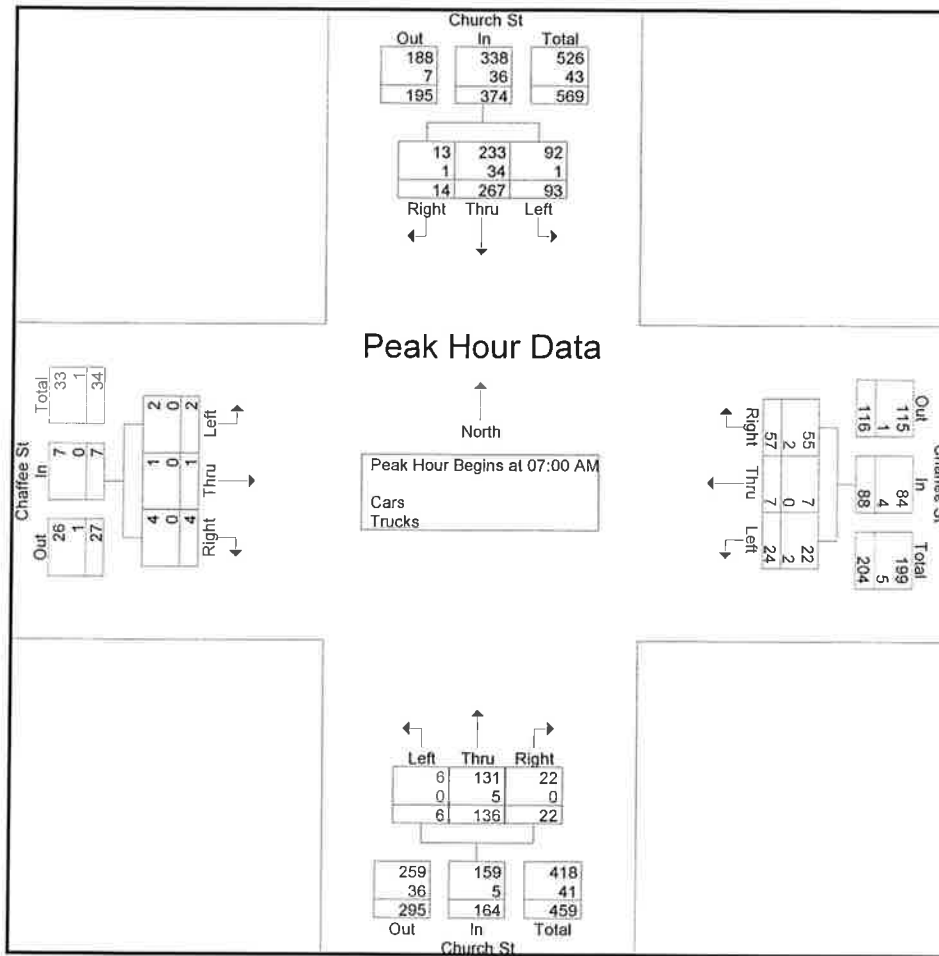 Church St
Out In Total
188 338 526
7 36 43
195 374 569
13 233 92
1 34 1
14 267 93
Right Thru Left
Peak Hour Data
North
Peak Hour Begins at 07:00 AM
Cars
Trucks
Chaffee St
Total In Out
33 7 26
1 0 1
34 7 27
2 1 4
0 0 0
2 1 4
Left Thru Right
Right Thru Left
57 7 24
2 0 2
55 7 22
116 88 204
1 4 5
115 84 199
Out In Total
Left Thru Right
6 131 22
0 5 0
6 136 22
259 159 418
36 5 41
295 164 459
Out In Total
Church St